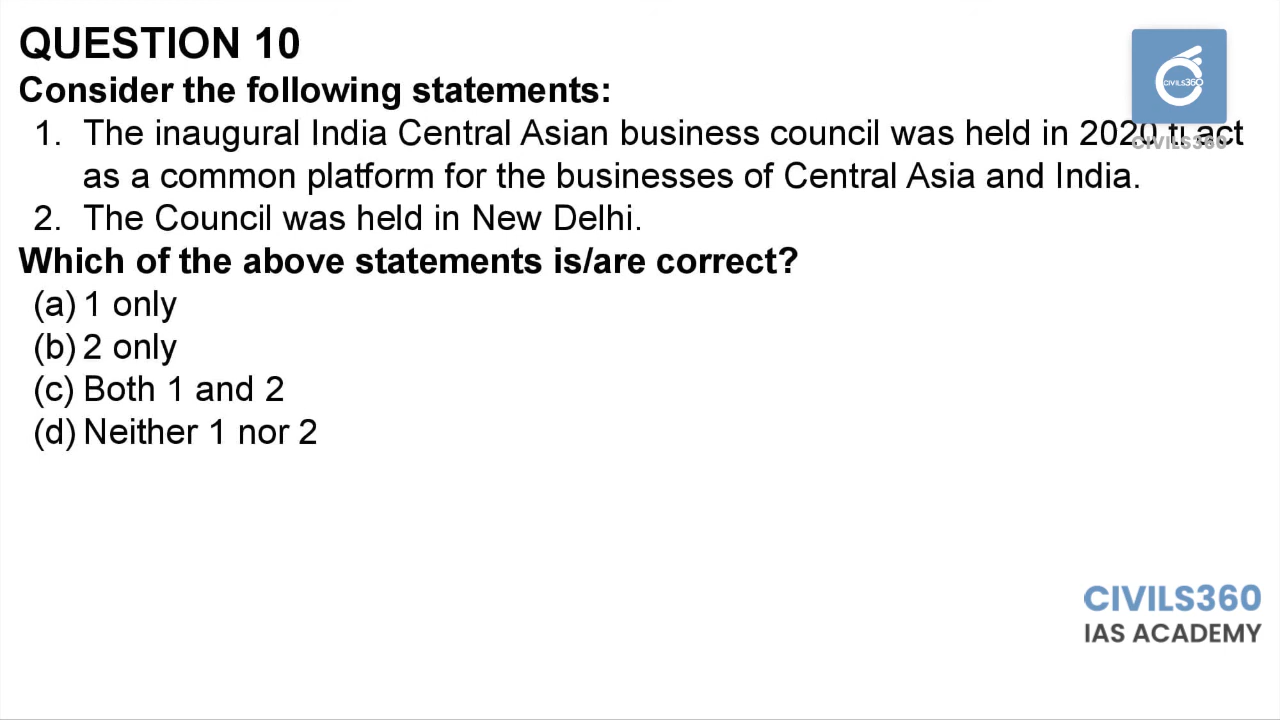 QUESTION 10
Consider the following statements:
1. The inaugural India Central Asian business council was held in 2020 act
as a common platform for the businesses of Central Asia and India.
2. The Council was held in New Delhi.
Which of the above statements is/are correct?
(a) 1 only
(b) 2 only
(c) Both 1 and 2
(d) Neither 1 nor 2
CIVILS360
CIVILS360
CIVILS360
IAS ACADEMY